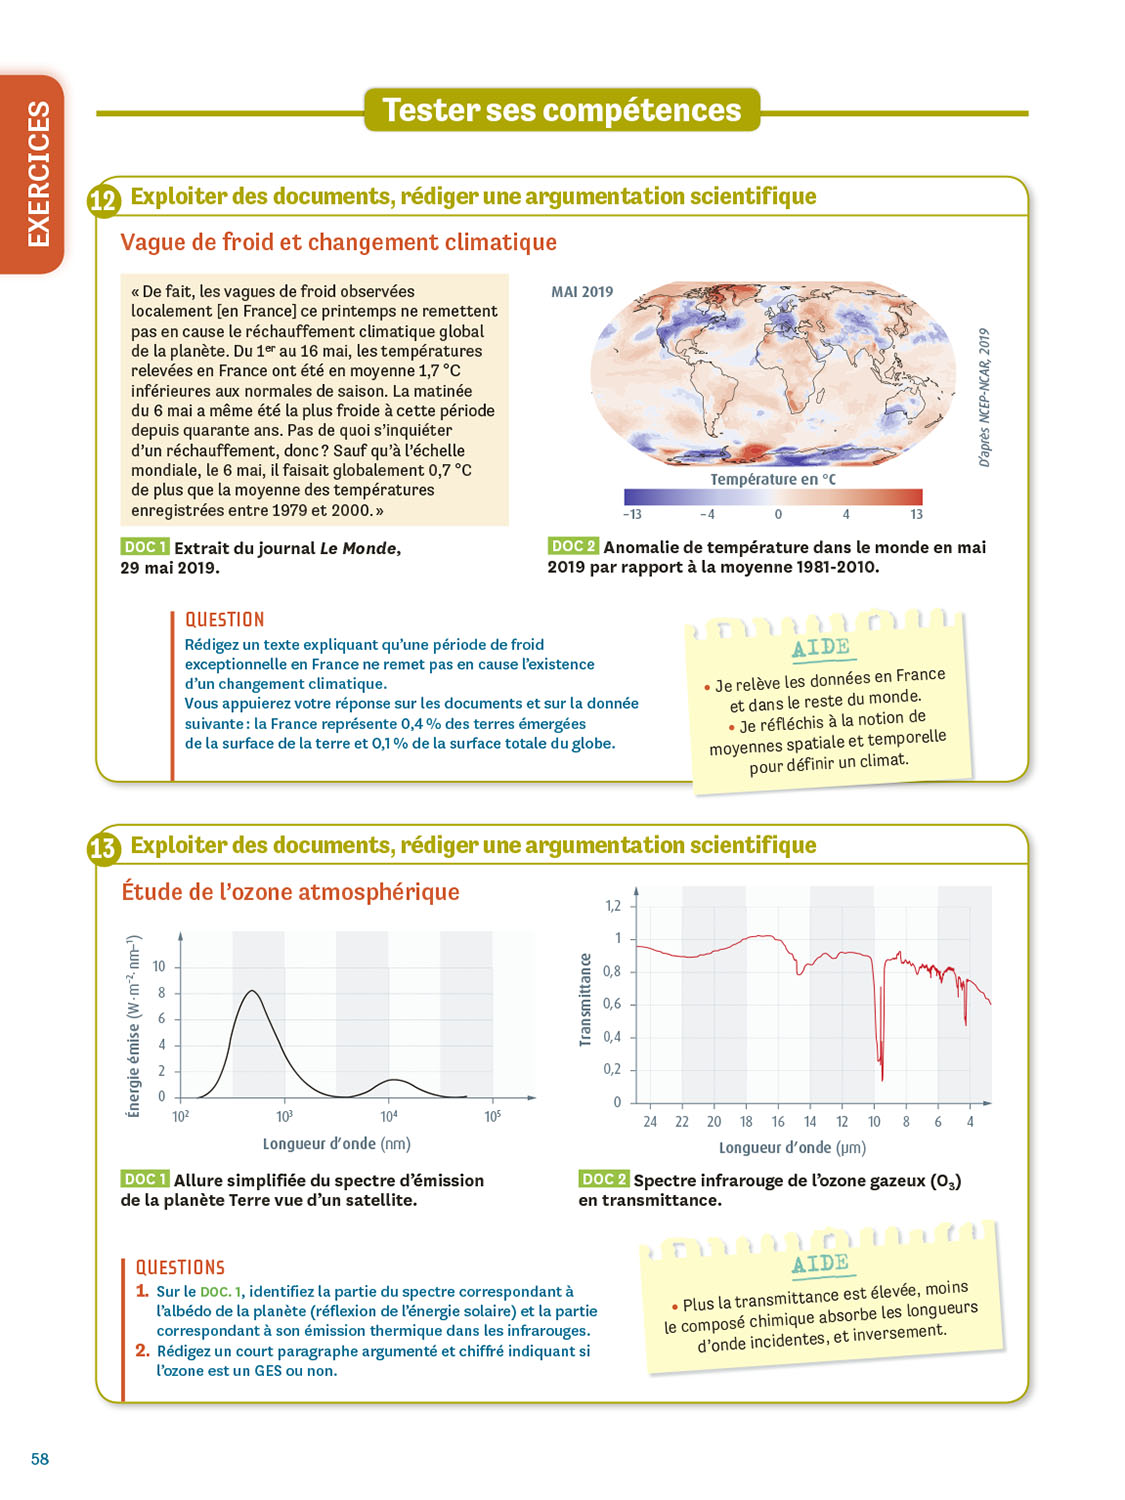 EXERCICES
Tester ses compétences
12 Exploiter des documents, rédiger une argumentation scientifique
Vague de froid et changement climatique
« De fait, les vagues de froid observées
localement [en France] ce printemps ne remettent
pas en cause le réchauffement climatique global
de la planète. Du 1er au 16 mai, les températures
relevées en France ont été en moyenne 1,7 °C
inférieures aux normales de saison. La matinée
du 6 mai a même été la plus froide à cette période
depuis quarante ans. Pas de quoi s’inquiéter
d’un réchauffement, donc ? Sauf qu’à l’échelle
mondiale, le 6 mai, il faisait globalement 0,7 °C
de plus que la moyenne des températures
enregistrées entre 1979 et 2000. »
DOC 1 Extrait du journal Le Monde,
29 mai 2019.
MAI 2019
D’après NCEP-NCAR, 2019
Température en °C
–13 –4 0 4 13
DOC 2 Anomalie de température dans le monde en mai
2019 par rapport à la moyenne 1981-2010.
QUESTION
Rédigez un texte expliquant qu’une période de froid
exceptionnelle en France ne remet pas en cause l’existence
d’un changement climatique.
Vous appuierez votre réponse sur les documents et sur la donnée
suivante : la France représente 0,4 % des terres émergées
de la surface de la terre et 0,1 % de la surface totale du globe.
AIDE
• Je relève les données en France
et dans le reste du monde.
• Je réfléchis à la notion de
moyennes spatiale et temporelle
pour définir un climat.
13 Exploiter des documents, rédiger une argumentation scientifique
Étude de l’ozone atmosphérique
Énergie émise (W·m⁻²·nm⁻¹)
10
8
6
4
2
0
10² 10³ 10⁴ 10⁵
Longueur d’onde (nm)
DOC 1 Allure simplifiée du spectre d’émission
de la planète Terre vue d’un satellite.
Transmittance
1,2
1
0,8
0,6
0,4
0,2
0
24 22 20 18 16 14 12 10 8 6 4
Longueur d’onde (µm)
DOC 2 Spectre infrarouge de l’ozone gazeux (O₃)
en transmittance.
QUESTIONS
1. Sur le DOC. 1, identifiez la partie du spectre correspondant à
l’albédo de la planète (réflexion de l’énergie solaire) et la partie
correspondant à son émission thermique dans les infrarouges.
2. Rédigez un court paragraphe argumenté et chiffré indiquant si
l’ozone est un GES ou non.
AIDE
• Plus la transmittance est élevée, moins
le composé chimique absorbe les longueurs
d’onde incidentes, et inversement.
58